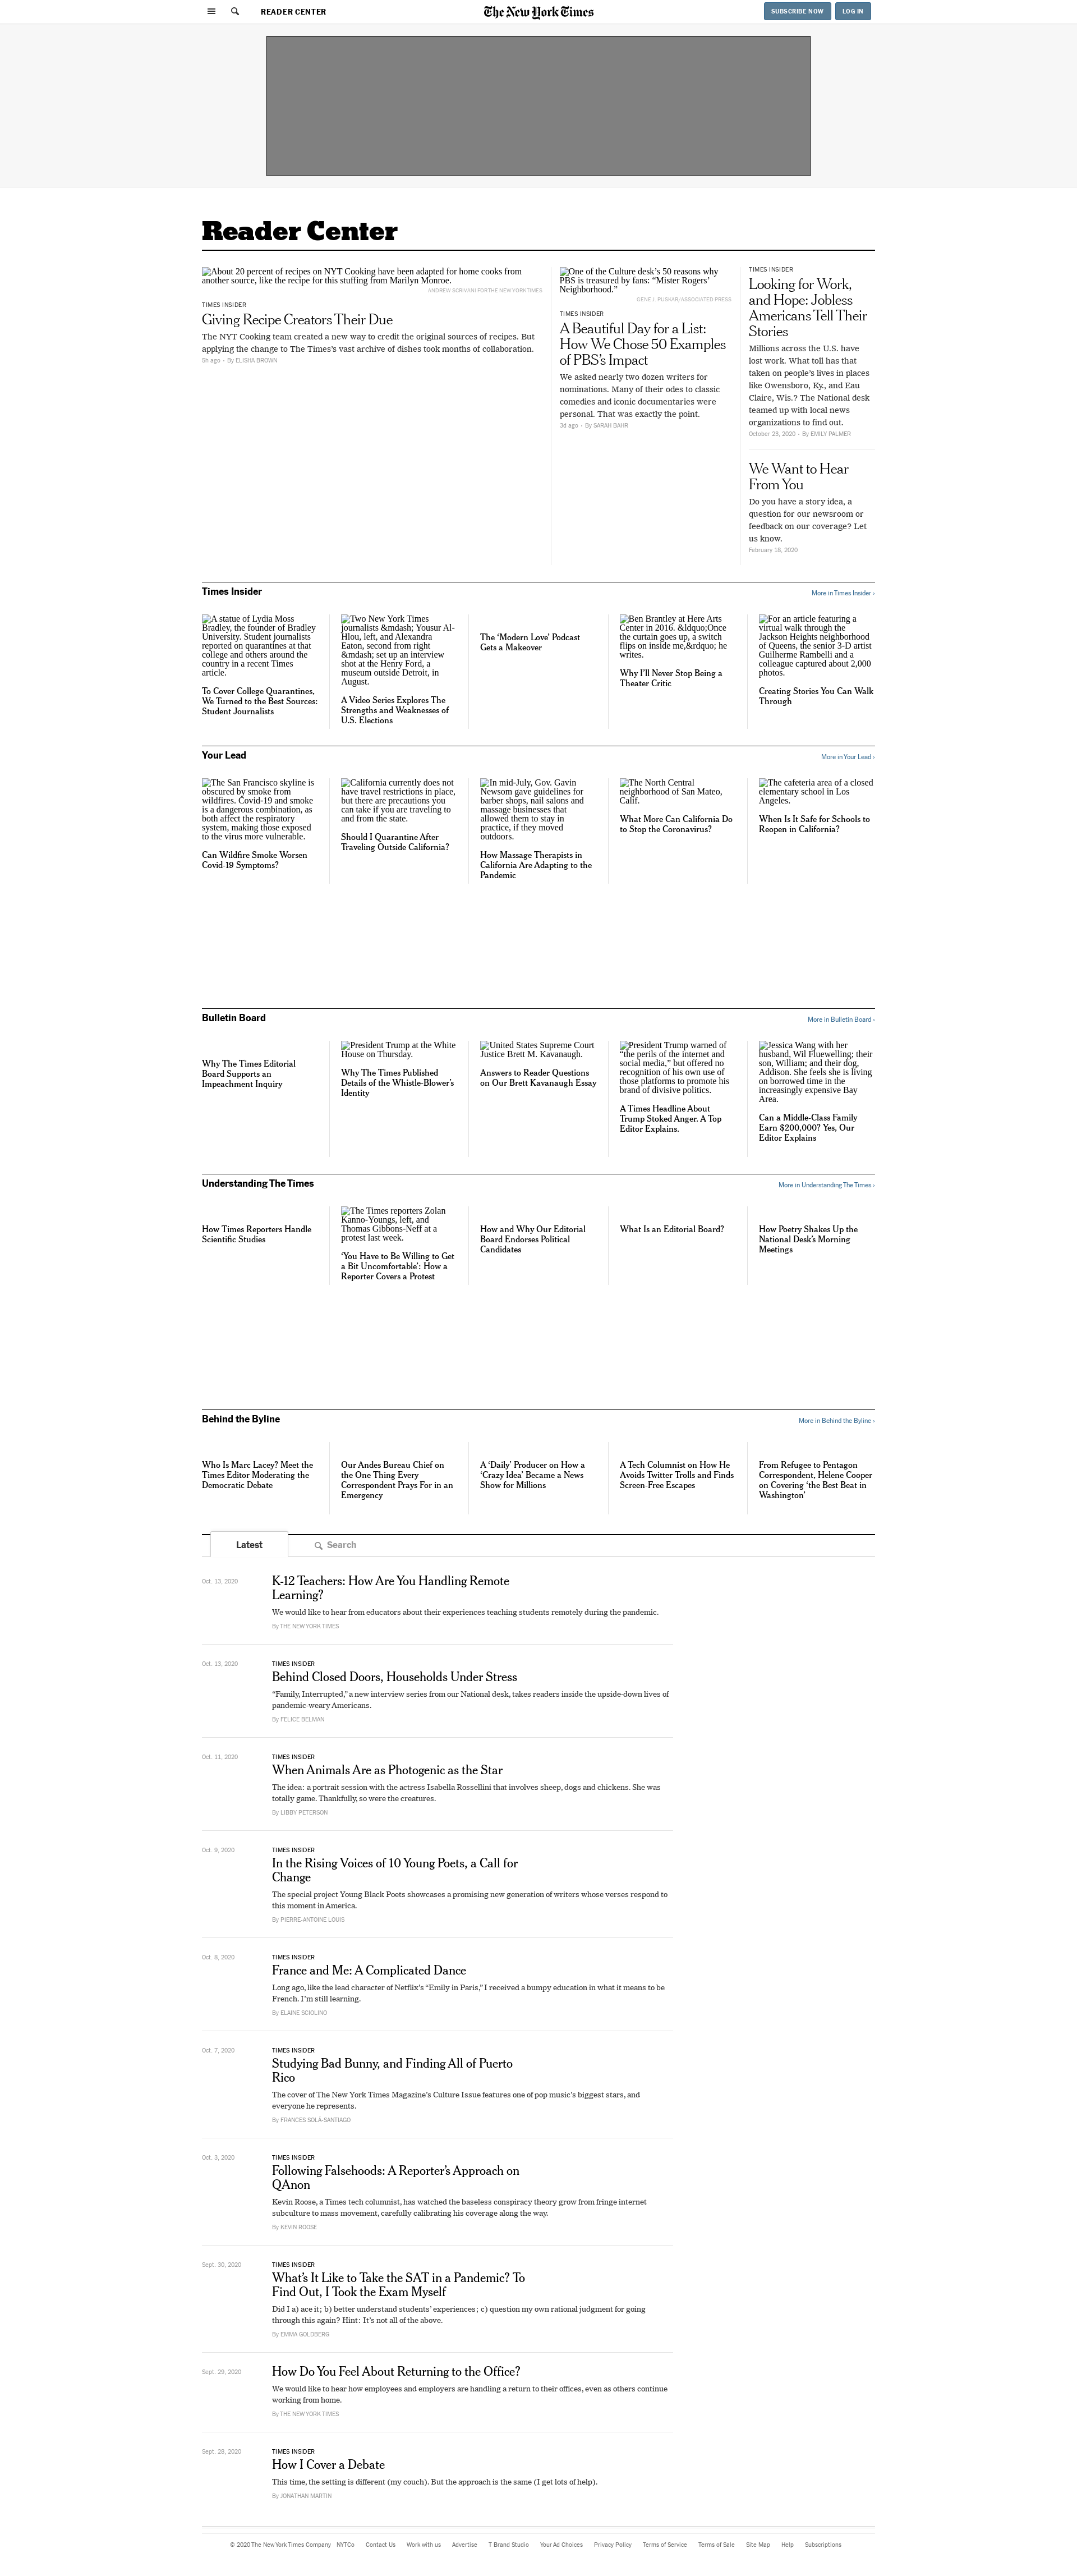 READER CENTER
The New York Times
SUBSCRIBE NOW
LOG IN
Reader Center
About 20 percent of recipes on NYT Cooking have been adapted for home cooks from
another source, like the recipe for this stuffing from Marilyn Monroe.
ANDREW SCRIVANI FOR THE NEW YORK TIMES
TIMES INSIDER
Giving Recipe Creators Their Due
The NYT Cooking team created a new way to credit the original sources of recipes. But
applying the change to The Times's vast archive of dishes took months of collaboration.
5h ago • By ELISHA BROWN
One of the Culture desk's 50 reasons why
PBS is treasured by fans: "Mister Rogers'
Neighborhood."
GENE J. PUSKAR/ASSOCIATED PRESS
TIMES INSIDER
A Beautiful Day for a List:
How We Chose 50 Examples
of PBS's Impact
We asked nearly two dozen writers for
nominations. Many of their odes to classic
comedies and iconic documentaries were
personal. That was exactly the point.
3d ago • By SARAH BAHR
TIMES INSIDER
Looking for Work,
and Hope: Jobless
Americans Tell Their
Stories
Millions across the U.S. have
lost work. What toll has that
taken on people's lives in places
like Owensboro, Ky., and Eau
Claire, Wis.? The National desk
teamed up with local news
organizations to find out.
October 23, 2020 • By EMILY PALMER
We Want to Hear
From You
Do you have a story idea, a
question for our newsroom or
feedback on our coverage? Let
us know.
February 18, 2020
Times Insider
More in Times Insider ›
A statue of Lydia Moss
Bradley, the founder of Bradley
University. Student journalists
reported on quarantines at that
college and others around the
country in a recent Times
article.
To Cover College Quarantines,
We Turned to the Best Sources:
Student Journalists
Two New York Times
journalists &mdash; Yousur Al-
Hlou, left, and Alexandra
Eaton, second from right
&mdash; set up an interview
shot at the Henry Ford, a
museum outside Detroit, in
August.
A Video Series Explores The
Strengths and Weaknesses of
U.S. Elections
The 'Modern Love' Podcast
Gets a Makeover
Ben Brantley at Here Arts
Center in 2016. &ldquo;Once
the curtain goes up, a switch
flips on inside me,&rdquo; he
writes.
Why I'll Never Stop Being a
Theater Critic
For an article featuring a
virtual walk through the
Jackson Heights neighborhood
of Queens, the senior 3-D artist
Guilherme Rambelli and a
colleague captured about 2,000
photos.
Creating Stories You Can Walk
Through
Your Lead
More in Your Lead ›
The San Francisco skyline is
obscured by smoke from
wildfires. Covid-19 and smoke
is a dangerous combination, as
both affect the respiratory
system, making those exposed
to the virus more vulnerable.
Can Wildfire Smoke Worsen
Covid-19 Symptoms?
California currently does not
have travel restrictions in place,
but there are precautions you
can take if you are traveling to
and from the state.
Should I Quarantine After
Traveling Outside California?
In mid-July, Gov. Gavin
Newsom gave guidelines for
barber shops, nail salons and
massage businesses that
allowed them to stay in
practice, if they moved
outdoors.
How Massage Therapists in
California Are Adapting to the
Pandemic
The North Central
neighborhood of San Mateo,
Calif.
What More Can California Do
to Stop the Coronavirus?
The cafeteria area of a closed
elementary school in Los
Angeles.
When Is It Safe for Schools to
Reopen in California?
Bulletin Board
More in Bulletin Board ›
Why The Times Editorial
Board Supports an
Impeachment Inquiry
President Trump at the White
House on Thursday.
Why The Times Published
Details of the Whistle-Blower's
Identity
United States Supreme Court
Justice Brett M. Kavanaugh.
Answers to Reader Questions
on Our Brett Kavanaugh Essay
President Trump warned of
"the perils of the internet and
social media," but offered no
recognition of his own use of
those platforms to promote his
brand of divisive politics.
A Times Headline About
Trump Stoked Anger. A Top
Editor Explains.
Jessica Wang with her
husband, Wil Fluewelling; their
son, William; and their dog,
Addison. She feels she is living
on borrowed time in the
increasingly expensive Bay
Area.
Can a Middle-Class Family
Earn $200,000? Yes, Our
Editor Explains
Understanding The Times
More in Understanding The Times ›
How Times Reporters Handle
Scientific Studies
The Times reporters Zolan
Kanno-Youngs, left, and
Thomas Gibbons-Neff at a
protest last week.
'You Have to Be Willing to Get
a Bit Uncomfortable': How a
Reporter Covers a Protest
How and Why Our Editorial
Board Endorses Political
Candidates
What Is an Editorial Board?
How Poetry Shakes Up the
National Desk's Morning
Meetings
Behind the Byline
More in Behind the Byline ›
Who Is Marc Lacey? Meet the
Times Editor Moderating the
Democratic Debate
Our Andes Bureau Chief on
the One Thing Every
Correspondent Prays For in an
Emergency
A 'Daily' Producer on How a
'Crazy Idea' Became a News
Show for Millions
A Tech Columnist on How He
Avoids Twitter Trolls and Finds
Screen-Free Escapes
From Refugee to Pentagon
Correspondent, Helene Cooper
on Covering 'the Best Beat in
Washington'
Latest
Search
Oct. 13, 2020
K-12 Teachers: How Are You Handling Remote
Learning?
We would like to hear from educators about their experiences teaching students remotely during the pandemic.
By THE NEW YORK TIMES
Oct. 13, 2020
TIMES INSIDER
Behind Closed Doors, Households Under Stress
"Family, Interrupted," a new interview series from our National desk, takes readers inside the upside-down lives of
pandemic-weary Americans.
By FELICE BELMAN
Oct. 11, 2020
TIMES INSIDER
When Animals Are as Photogenic as the Star
The idea: a portrait session with the actress Isabella Rossellini that involves sheep, dogs and chickens. She was
totally game. Thankfully, so were the creatures.
By LIBBY PETERSON
Oct. 9, 2020
TIMES INSIDER
In the Rising Voices of 10 Young Poets, a Call for
Change
The special project Young Black Poets showcases a promising new generation of writers whose verses respond to
this moment in America.
By PIERRE-ANTOINE LOUIS
Oct. 8, 2020
TIMES INSIDER
France and Me: A Complicated Dance
Long ago, like the lead character of Netflix's "Emily in Paris," I received a bumpy education in what it means to be
French. I'm still learning.
By ELAINE SCIOLINO
Oct. 7, 2020
TIMES INSIDER
Studying Bad Bunny, and Finding All of Puerto
Rico
The cover of The New York Times Magazine's Culture Issue features one of pop music's biggest stars, and
everyone he represents.
By FRANCES SOLÁ-SANTIAGO
Oct. 3, 2020
TIMES INSIDER
Following Falsehoods: A Reporter's Approach on
QAnon
Kevin Roose, a Times tech columnist, has watched the baseless conspiracy theory grow from fringe internet
subculture to mass movement, carefully calibrating his coverage along the way.
By KEVIN ROOSE
Sept. 30, 2020
TIMES INSIDER
What's It Like to Take the SAT in a Pandemic? To
Find Out, I Took the Exam Myself
Did I a) ace it; b) better understand students' experiences; c) question my own rational judgment for going
through this again? Hint: It's not all of the above.
By EMMA GOLDBERG
Sept. 29, 2020
How Do You Feel About Returning to the Office?
We would like to hear how employees and employers are handling a return to their offices, even as others continue
working from home.
By THE NEW YORK TIMES
Sept. 28, 2020
TIMES INSIDER
How I Cover a Debate
This time, the setting is different (my couch). But the approach is the same (I get lots of help).
By JONATHAN MARTIN
© 2020 The New York Times Company NYTCo Contact Us Work with us Advertise T Brand Studio Your Ad Choices Privacy Policy Terms of Service Terms of Sale Site Map Help Subscriptions